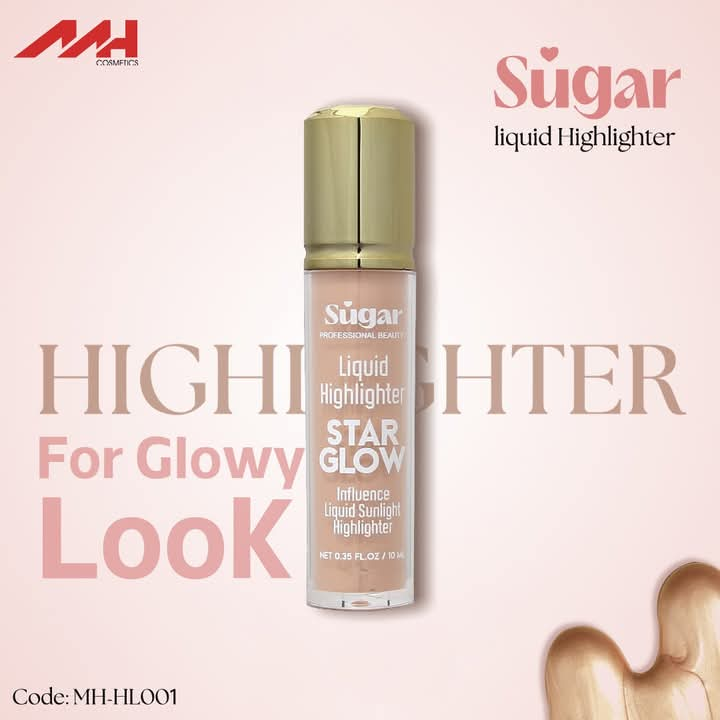 MH
COSMETICS
Sugar
liquid Highlighter
Sugar
PROFESSIONAL BEAUTY
Liquid
Highlighter
STAR
GLOW
Influence
Liquid Sunlight
Highlighter
NET 0.35 FL.OZ / 10 ML
HIGHLIGHTER
For Glowy
LooK
Code: MH-HL001